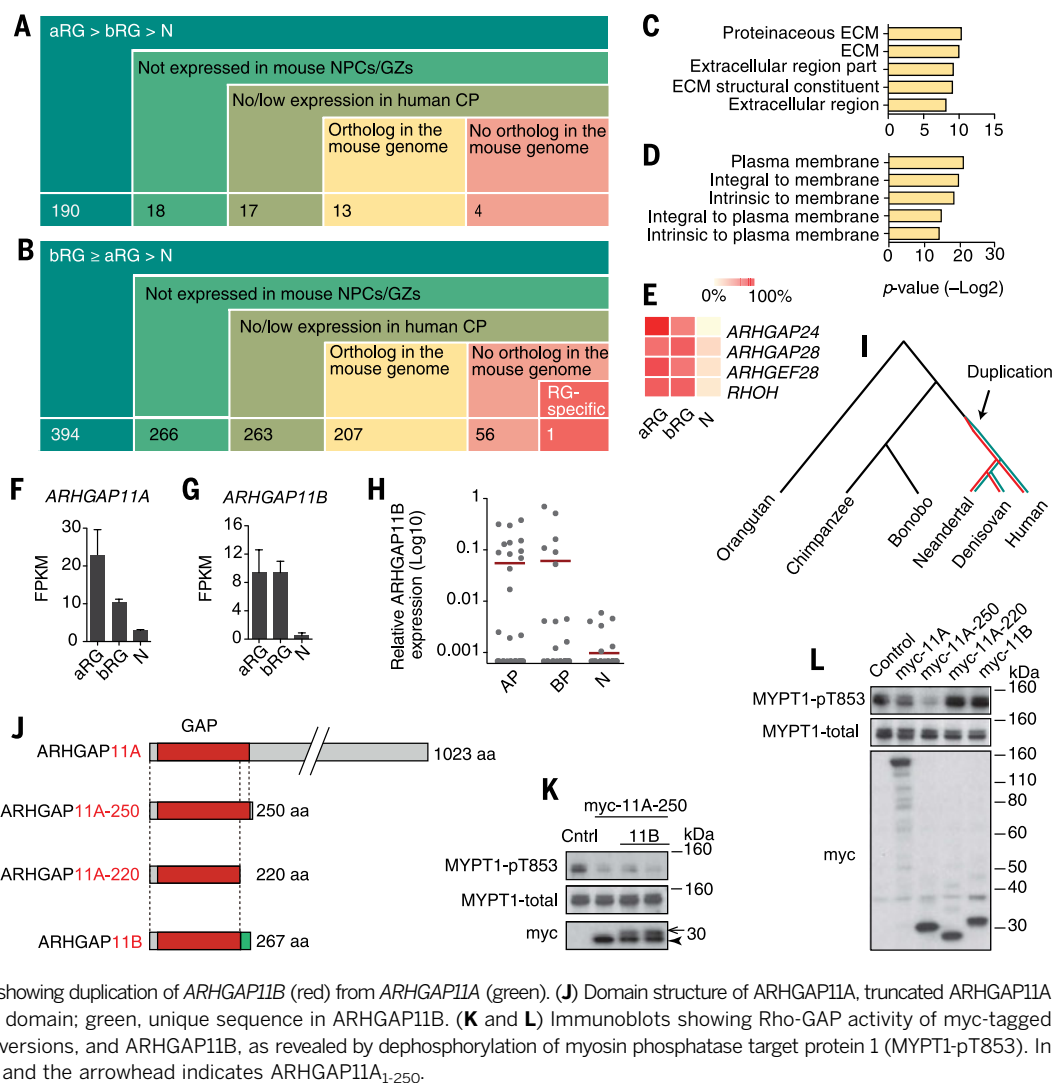 A
aRG > bRG > N
Not expressed in mouse NPCs/GZs
No/low expression in human CP
Ortholog in the mouse genome
No ortholog in the mouse genome
190
18
17
13
4
B
bRG ≥ aRG > N
Not expressed in mouse NPCs/GZs
No/low expression in human CP
Ortholog in the mouse genome
No ortholog in the mouse genome
RG-specific
394
266
263
207
56
1
C
Proteinaceous ECM
ECM
Extracellular region part
ECM structural constituent
Extracellular region
0 5 10 15
D
Plasma membrane
Integral to membrane
Intrinsic to membrane
Integral to plasma membrane
Intrinsic to plasma membrane
0 10 20 30
p-value (–Log2)
E
0% 100%
ARHGAP24
ARHGAP28
ARHGEF28
RHOH
aRG bRG N
I
Duplication
Orangutan
Chimpanzee
Bonobo
Neandertal
Denisovan
Human
F
ARHGAP11A
FPKM
30
20
10
0
aRG bRG N
G
ARHGAP11B
FPKM
16
12
8
4
0
aRG bRG N
H
Relative ARHGAP11B expression (Log10)
1
0.1
0.01
0.001
AP BP N
J
GAP
ARHGAP11A
1023 aa
ARHGAP11A-250
250 aa
ARHGAP11A-220
220 aa
ARHGAP11B
267 aa
K
myc-11A-250
Cntrl 11B kDa
MYPT1-pT853
160
MYPT1-total
160
myc
30
L
Control
myc-11A
myc-11A-250
myc-11A-220
myc-11B
kDa
MYPT1-pT853
160
MYPT1-total
160
myc
160
110
80
60
50
40
30
showing duplication of ARHGAP11B (red) from ARHGAP11A (green). (J) Domain structure of ARHGAP11A, truncated ARHGAP11A
domain; green, unique sequence in ARHGAP11B. (K and L) Immunoblots showing Rho-GAP activity of myc-tagged
versions, and ARHGAP11B, as revealed by dephosphorylation of myosin phosphatase target protein 1 (MYPT1-pT853). In
and the arrowhead indicates ARHGAP11A1-250.